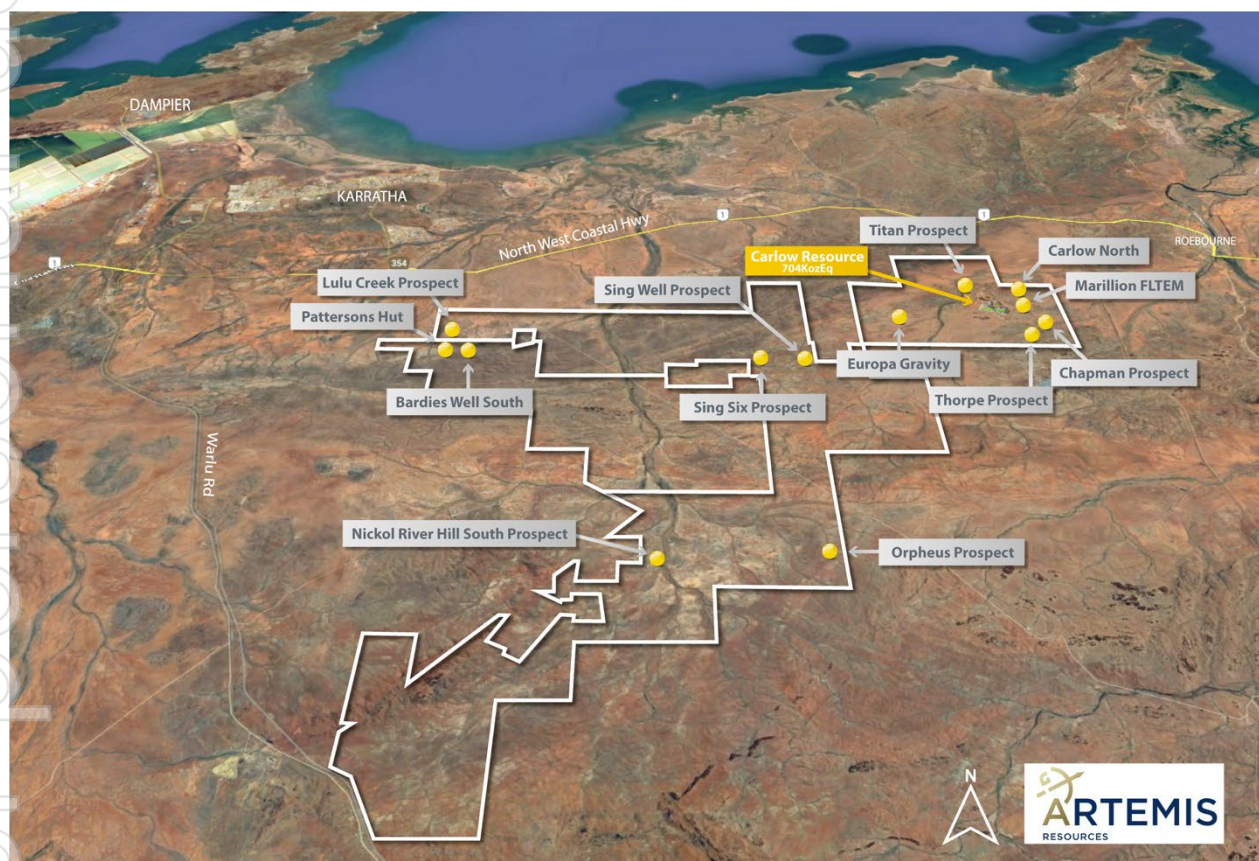 DAMPIER
KARRATHA
North West Coastal Hwy
1
1
1
354
ROEBOURNE
Titan Prospect
Carlow North
Carlow Resource
704KozEq
Marillion FLTEM
Lulu Creek Prospect
Sing Well Prospect
Pattersons Hut
Europa Gravity
Chapman Prospect
Bardies Well South
Sing Six Prospect
Thorpe Prospect
Warlu Rd
Nickol River Hill South Prospect
Orpheus Prospect
N
ARTEMIS
RESOURCES